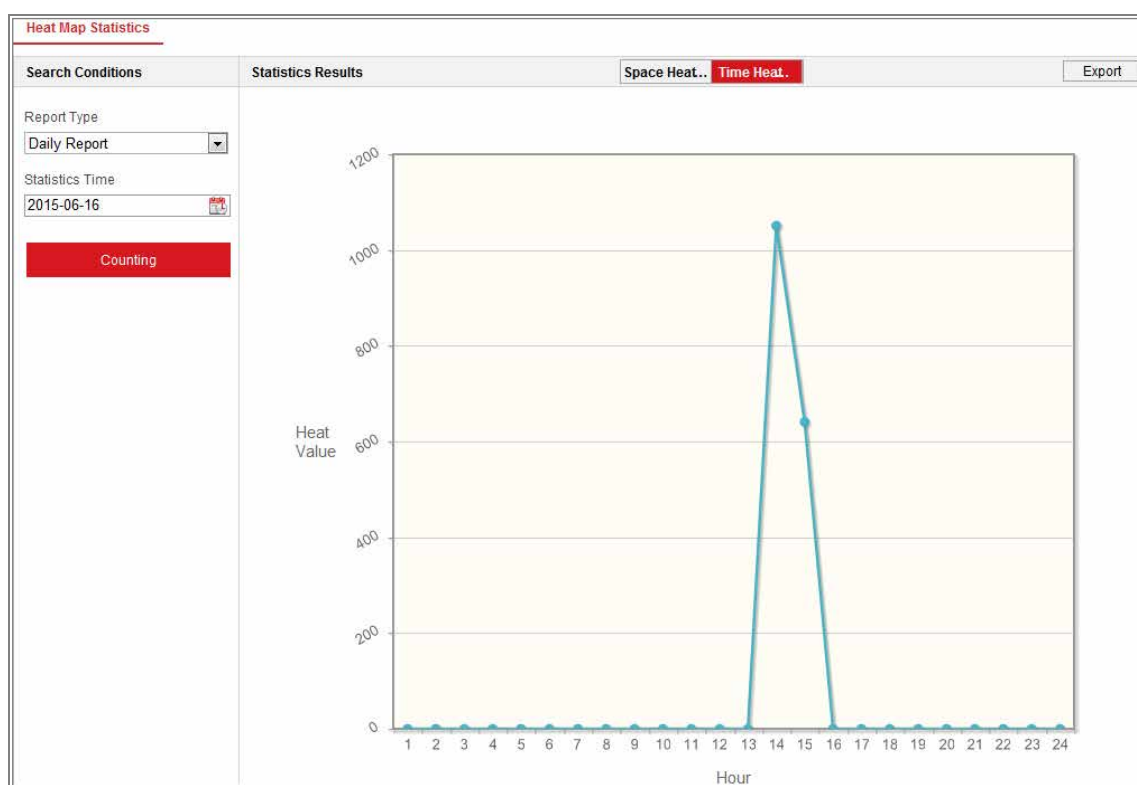 Heat Map Statistics
Search Conditions
Statistics Results
Space Heat...
Time Heat..
Export
Report Type
Daily Report
Statistics Time
2015-06-16
Counting
1200
1000
800
600
400
200
0
Heat
Value
1 2 3 4 5 6 7 8 9 10 11 12 13 14 15 16 17 18 19 20 21 22 23 24
Hour